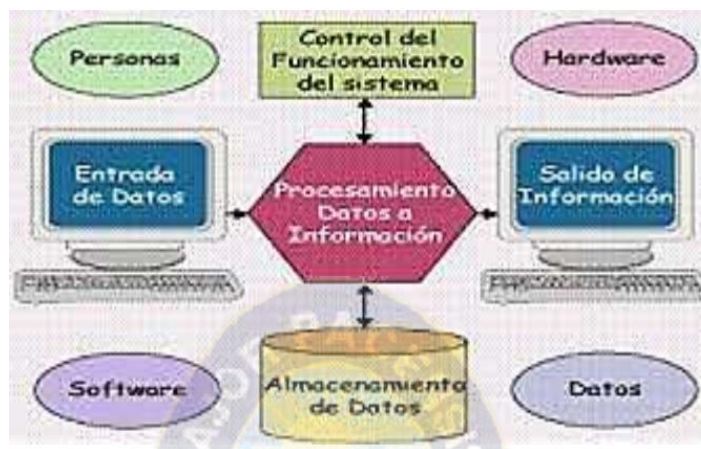 Personas
Control del
Funcionamiento
del sistema
Hardware
Entrada
de Datos
Procesamiento
Datos a
Información
Salida de
Información
Software
Almacenamiento
de Datos
Datos